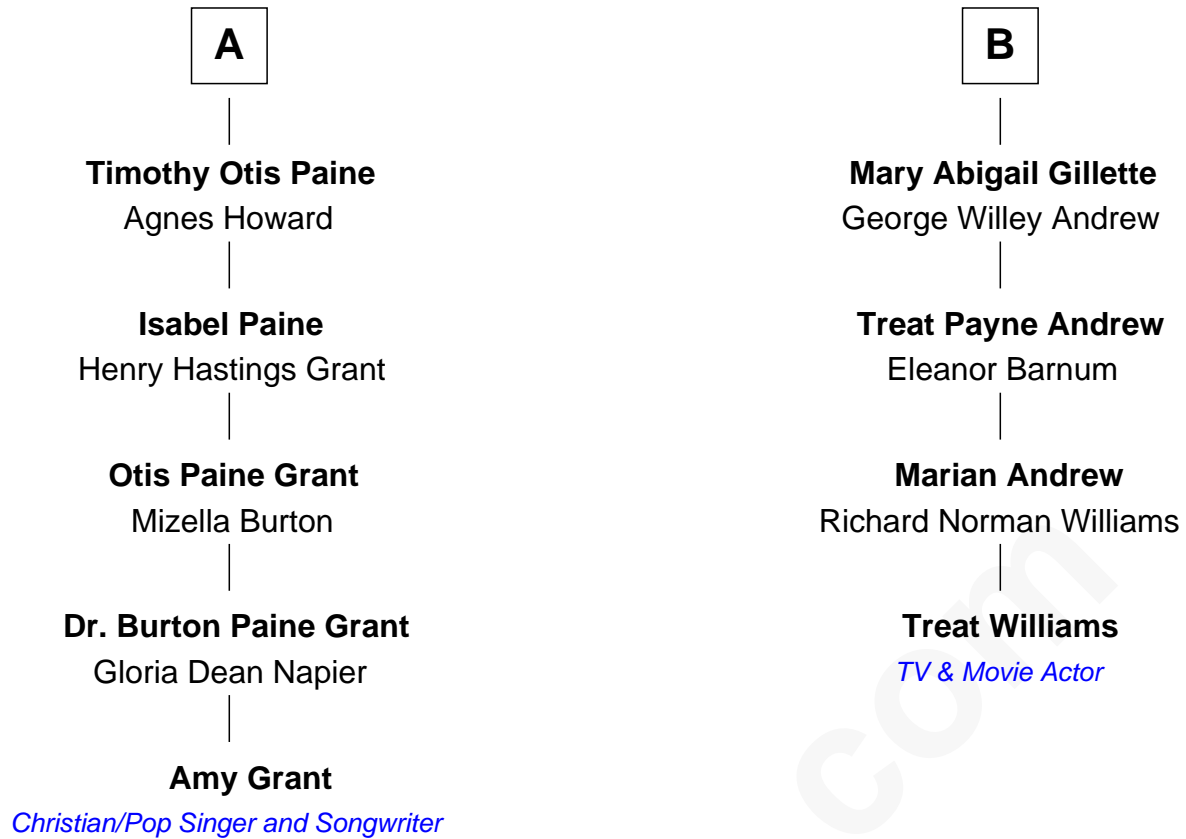 A
Timothy Otis Paine
Agnes Howard
Isabel Paine
Henry Hastings Grant
Otis Paine Grant
Mizella Burton
Dr. Burton Paine Grant
Gloria Dean Napier
Amy Grant
Christian/Pop Singer and Songwriter
B
Mary Abigail Gillette
George Willey Andrew
Treat Payne Andrew
Eleanor Barnum
Marian Andrew
Richard Norman Williams
Treat Williams
TV & Movie Actor
com